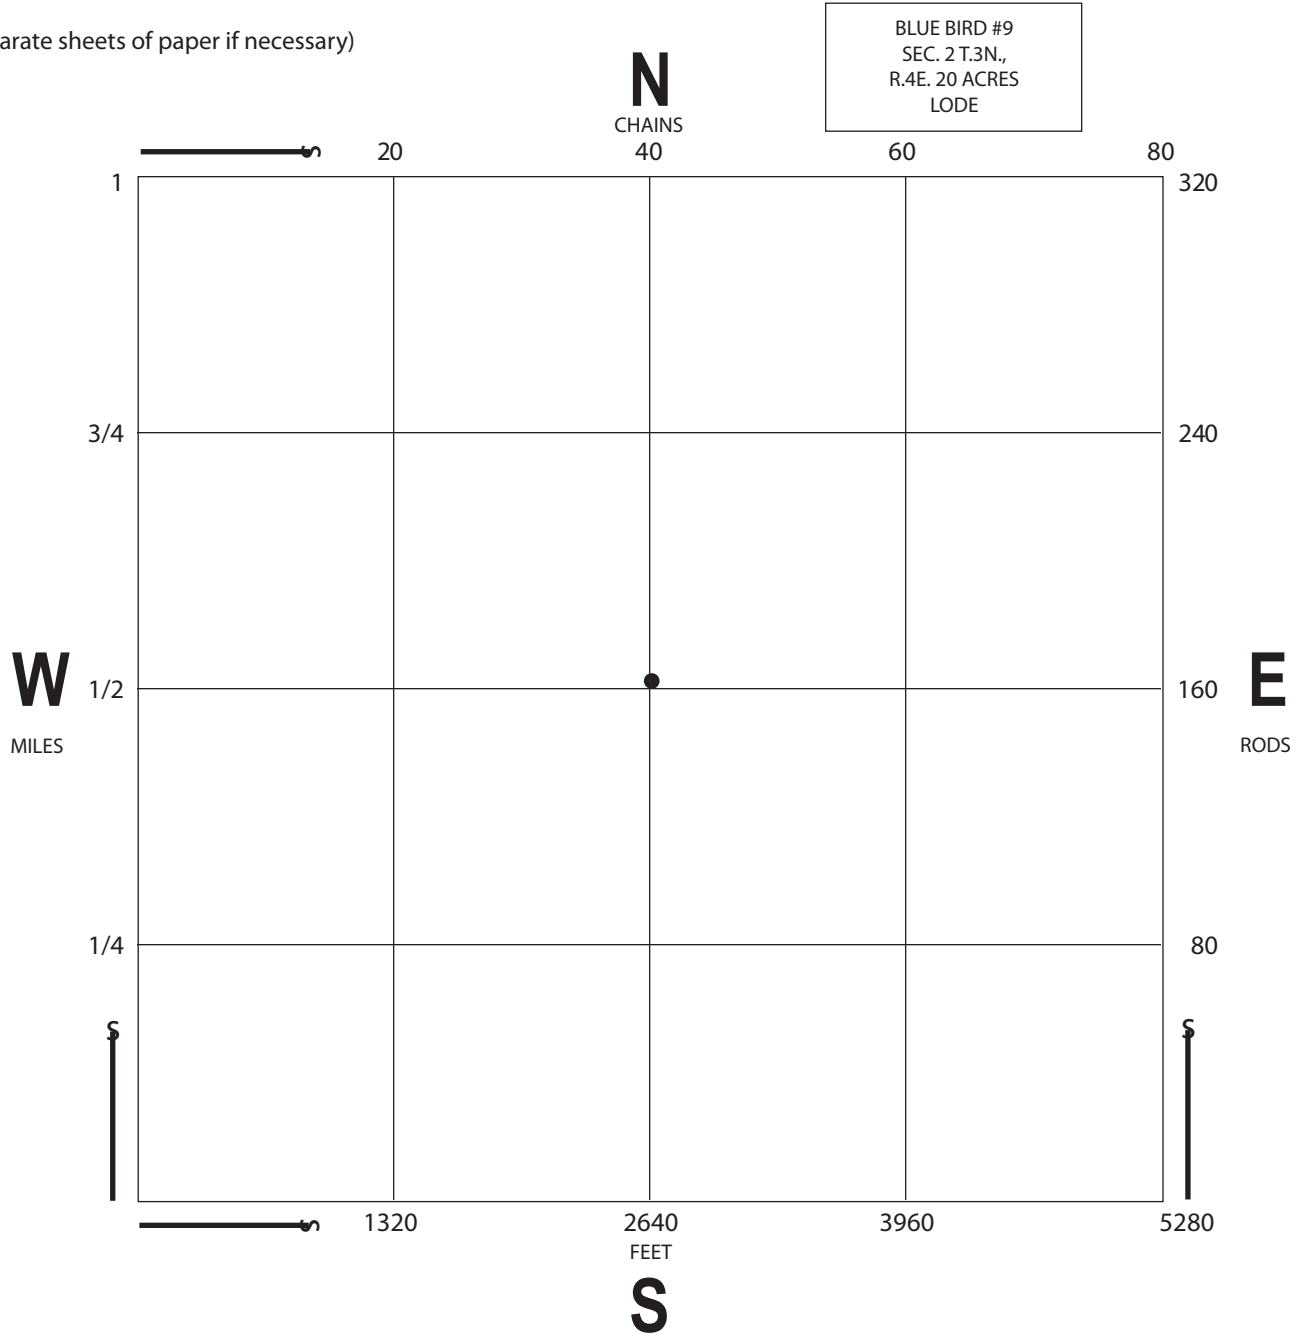 arate sheets of paper if necessary)
BLUE BIRD #9
SEC. 2 T.3N.,
R.4E. 20 ACRES
LODE
N
CHAINS
S 20 40 60 80
1 320
3/4 240
W 1/2 160 E
MILES RODS
1/4 80
S S
S 1320 2640 3960 5280
FEET
S